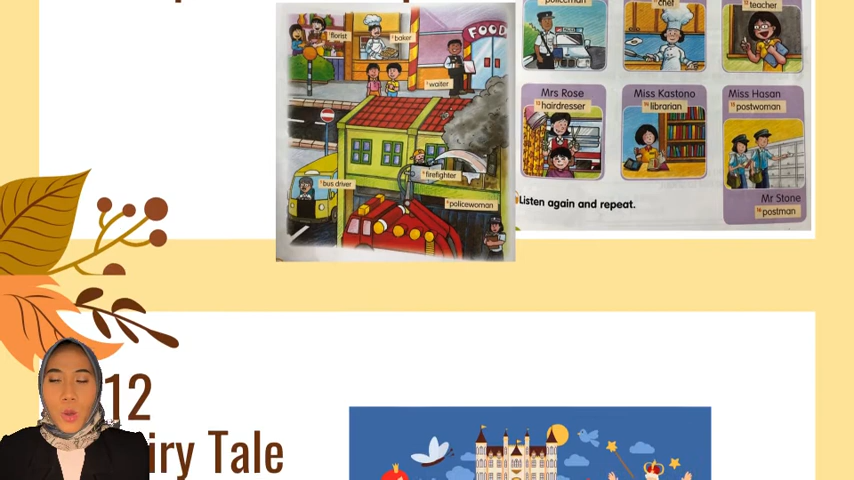 florist
baker
FOOD
waiter
firefighter
bus driver
policewoman
policeman
chef
teacher
Mrs Rose
hairdresser
Miss Kastono
librarian
Miss Hasan
postwoman
Mr Stone
postman
Listen again and repeat.
12
iry Tale